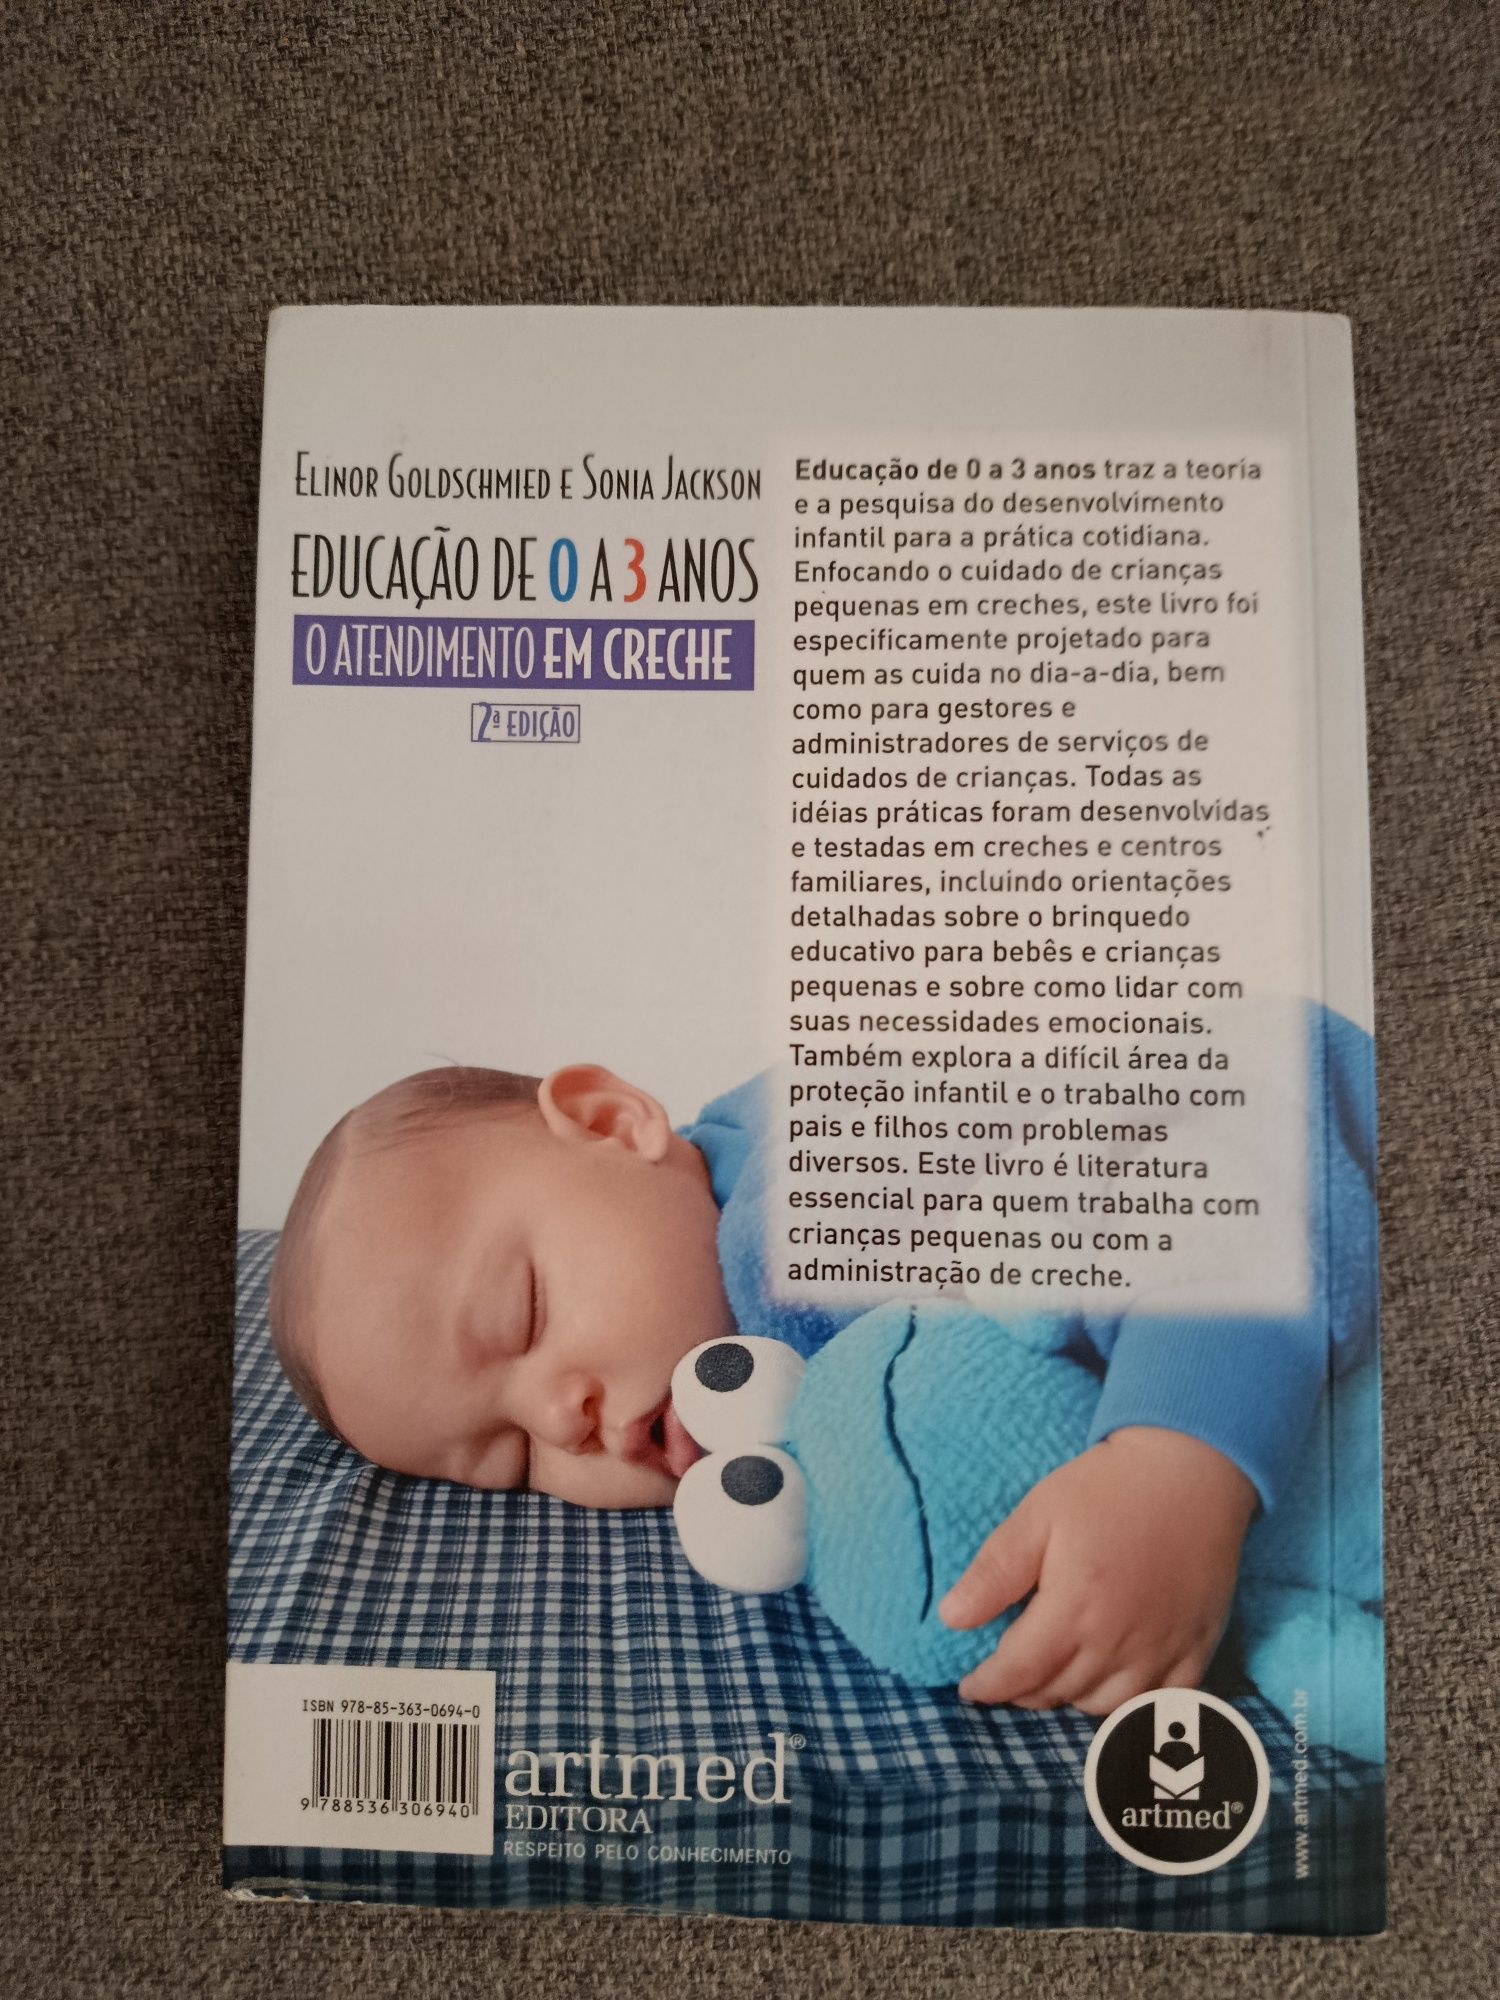 ELINOR GOLDSCHMIED E SONIA JACKSON
EDUCAÇÃO DE 0 A 3 ANOS
O ATENDIMENTO EM CRECHE
2ª EDIÇÃO
Educação de 0 a 3 anos traz a teoria
e a pesquisa do desenvolvimento
infantil para a prática cotidiana.
Enfocando o cuidado de crianças
pequenas em creches, este livro foi
especificamente projetado para
quem as cuida no dia-a-dia, bem
como para gestores e
administradores de serviços de
cuidados de crianças. Todas as
idéias práticas foram desenvolvidas
e testadas em creches e centros
familiares, incluindo orientações
detalhadas sobre o brinquedo
educativo para bebês e crianças
pequenas e sobre como lidar com
suas necessidades emocionais.
Também explora a difícil área da
proteção infantil e o trabalho com
pais e filhos com problemas
diversos. Este livro é literatura
essencial para quem trabalha com
crianças pequenas ou com a
administração de creche.
ISBN 978-85-363-0694-0
9 788536 306940
artmed®
EDITORA
RESPEITO PELO CONHECIMENTO
artmed®
www.artmed.com.br